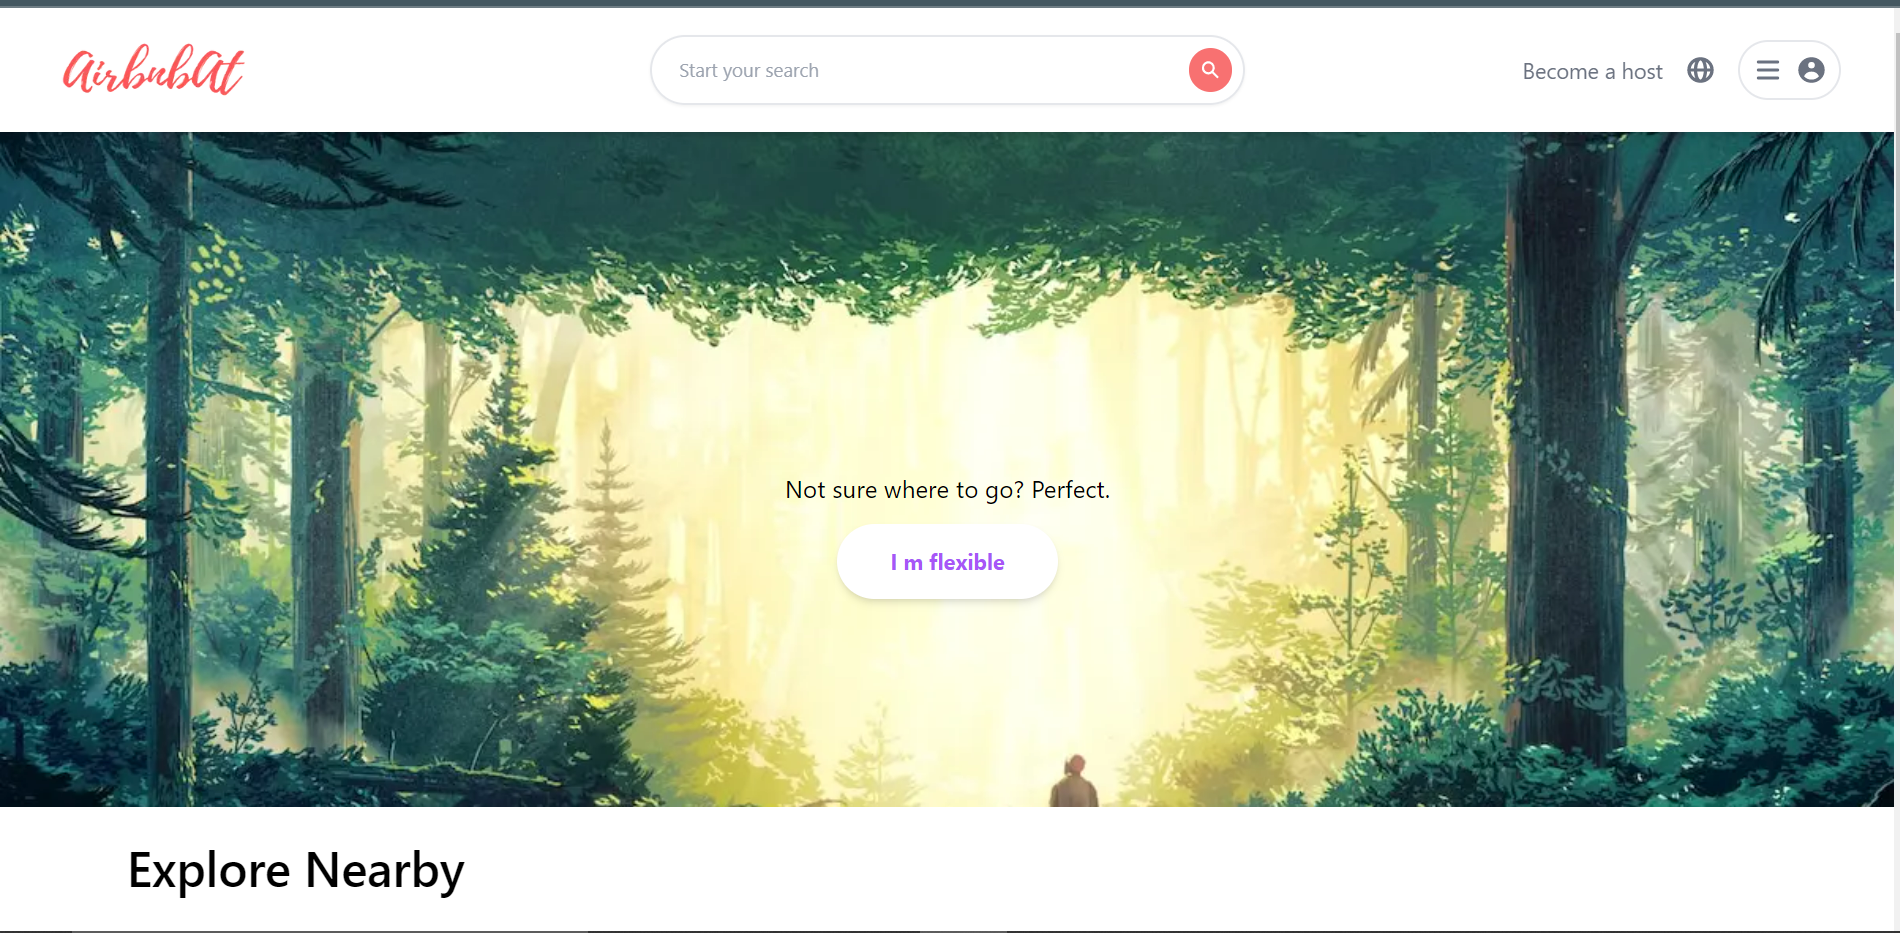 AirbnbAt
Start your search
Become a host
Not sure where to go? Perfect.
I m flexible
Explore Nearby